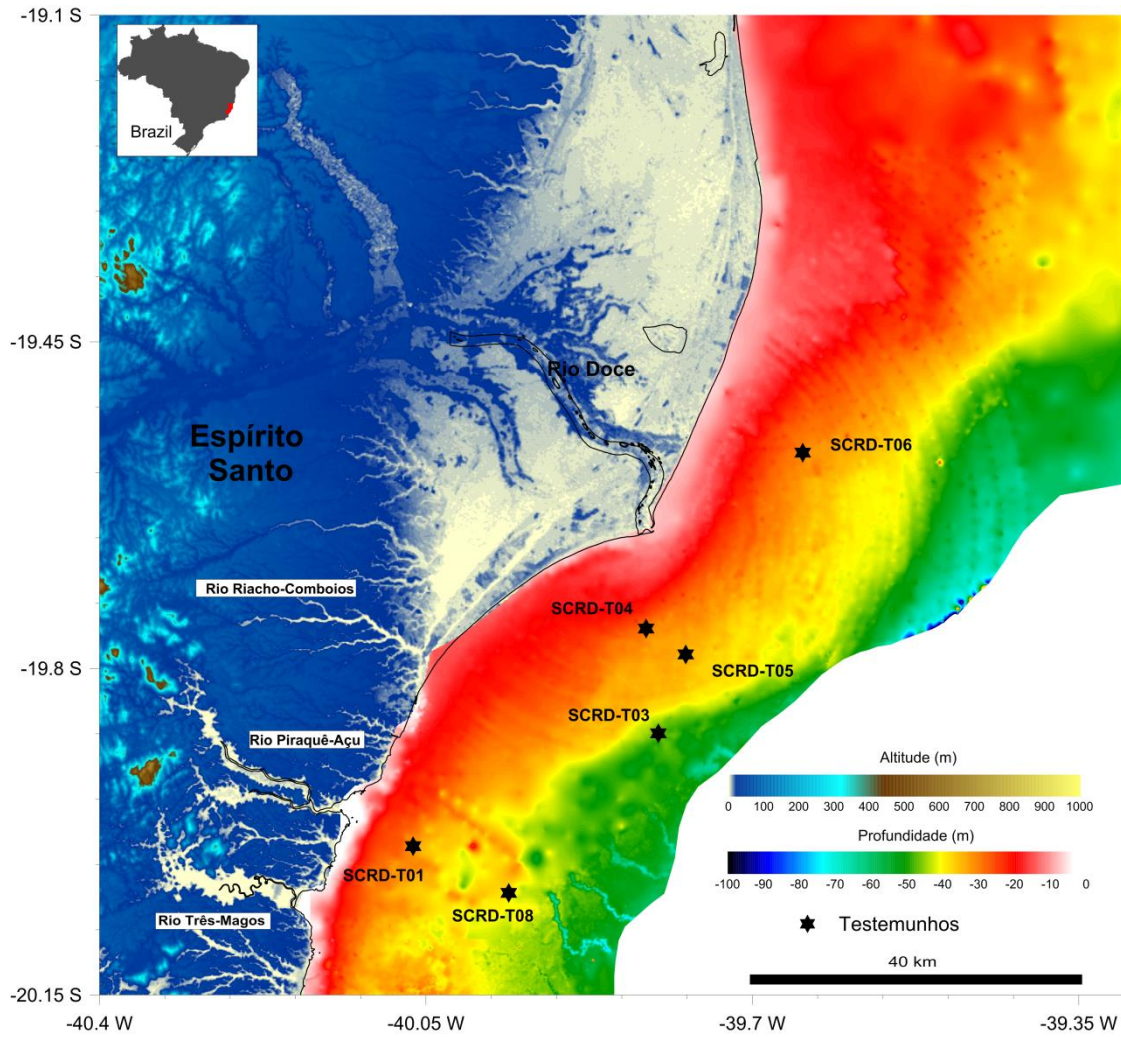 -19.1 S
Brazil
-19.45 S
Rio Doce
Espírito
Santo
SCRD-T06
Rio Riacho-Comboios
SCRD-T04
-19.8 S
SCRD-T05
SCRD-T03
Rio Piraquê-Açu
Altitude (m)
0 100 200 300 400 500 600 700 800 900 1000
Profundidade (m)
-100 -90 -80 -70 -60 -50 -40 -30 -20 -10 0
SCRD-T01
SCRD-T08
Rio Três-Magos
Testemunhos
40 km
-20.15 S
-40.4 W -40.05 W -39.7 W -39.35 W